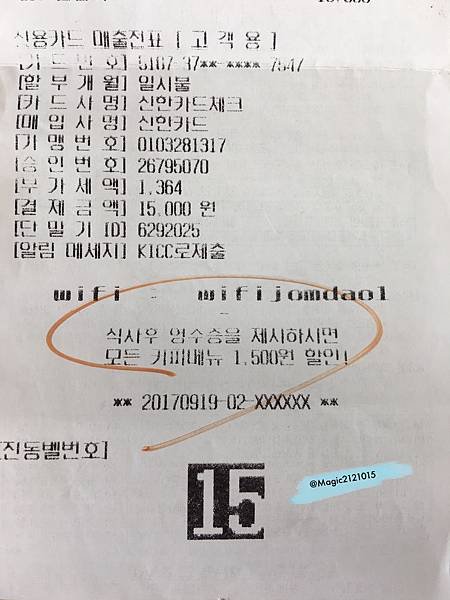 신용카드 매출전표 [ 고 객 용 ]
[카 드 번 호] 5107-37**-****-7547
[할 부 개 월] 일시불
[카 드 사 명] 신한카드체크
[매 입 사 명] 신한카드
[가 맹 번 호] 0103281317
[승 인 번 호] 26795070
[부 가 세 액] 1,364
[결 제 금 액] 15,000 원
[단 말 기 ID] 6292025
[알림 메세지] KICC로제출
wifi : wifijomdao1
식사후 영수증을 제시하시면
모든 커피메뉴 1,500원 할인!
** 20170919-02-XXXXXX **
[진동벨번호]
15
@Magic2121015